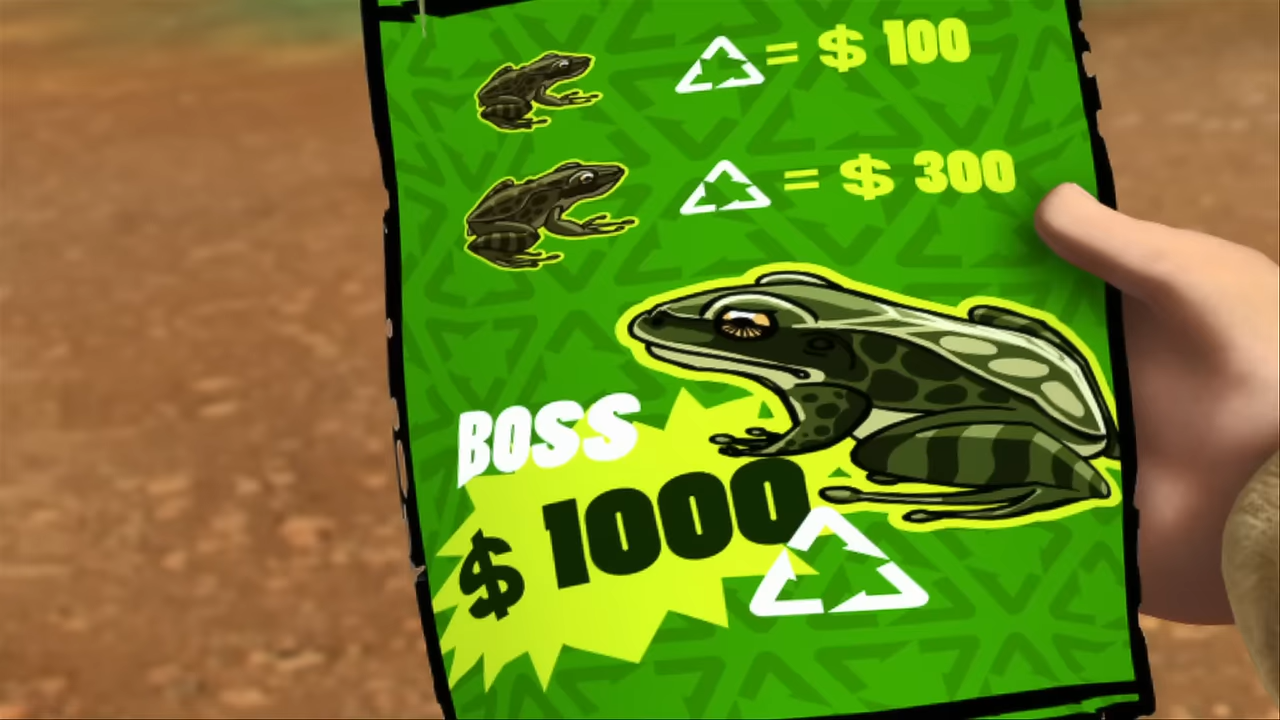 = $ 100
= $ 300
BOSS
$ 1000